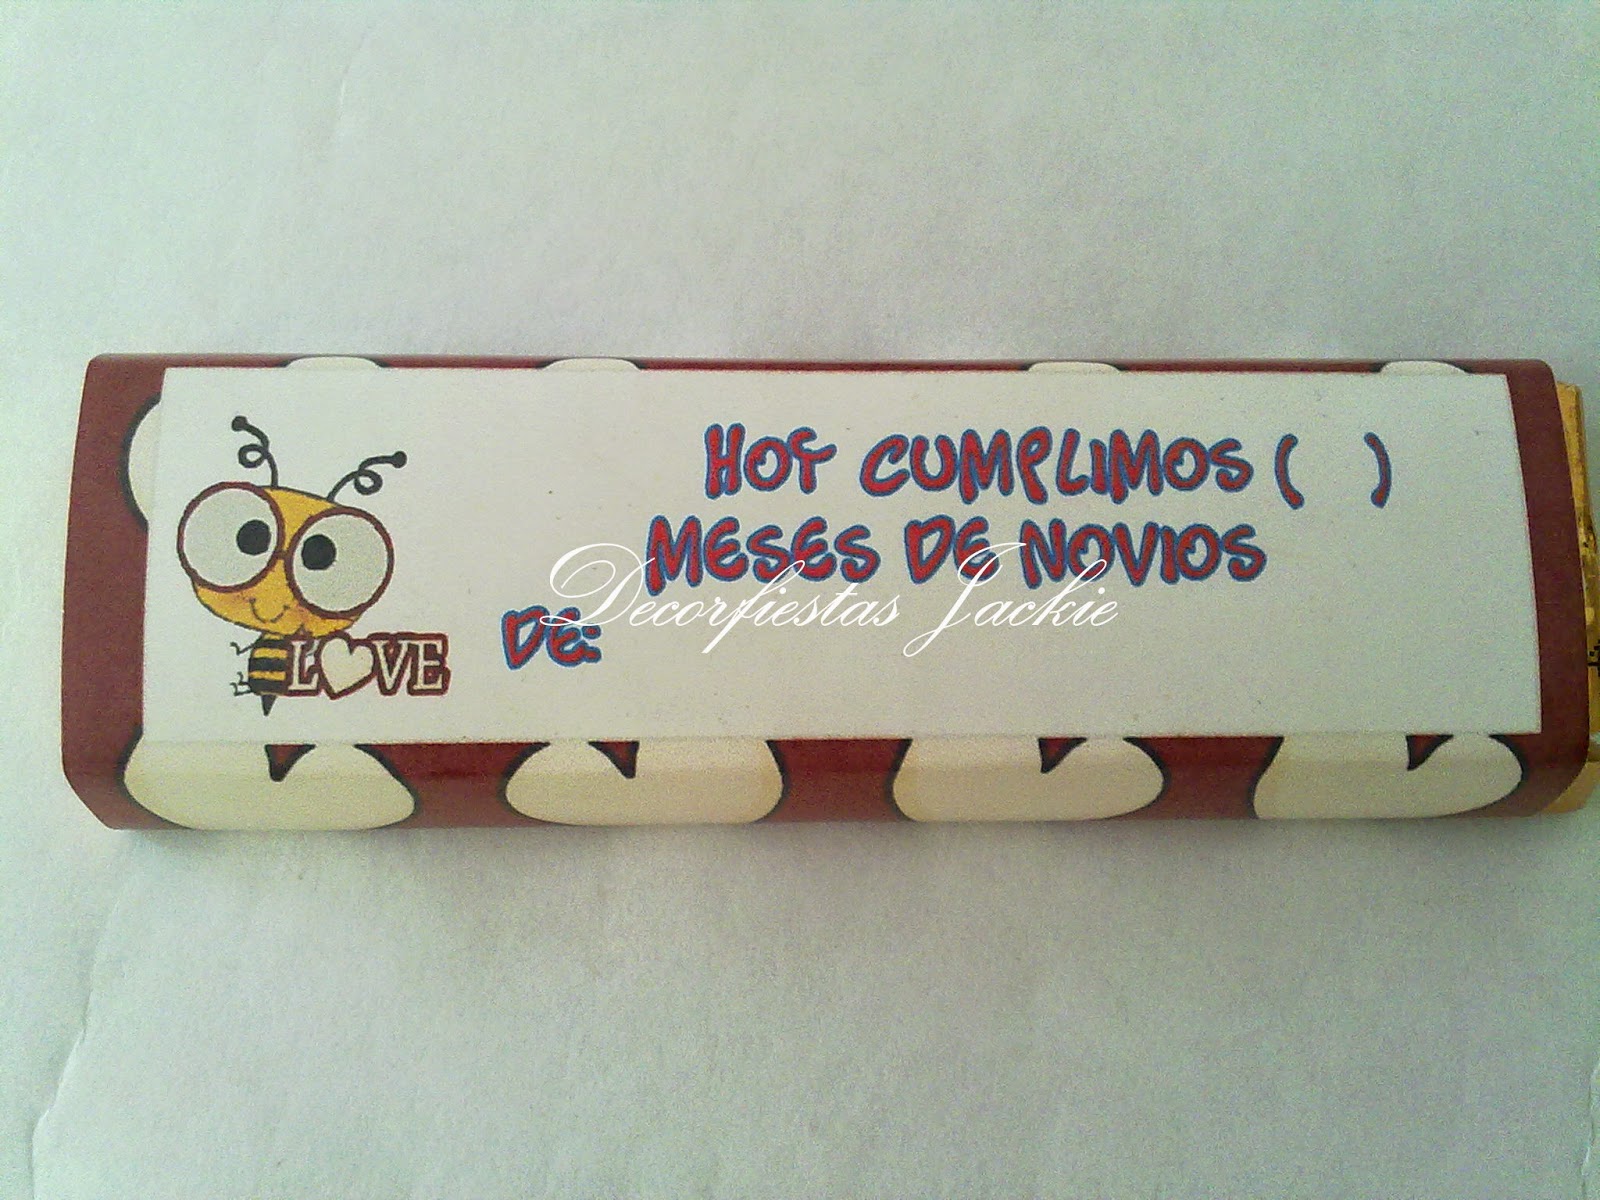 HOY CUMPLIMOS ( )
MESES DE NOVIOS
Decorfiestas Jackie
DE:
LOVE